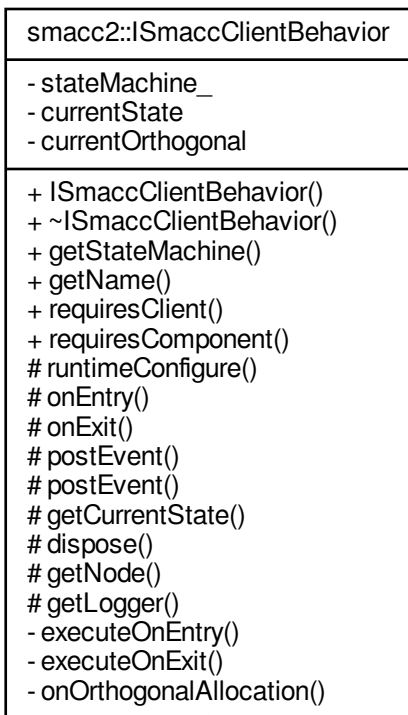 smacc2::ISmaccClientBehavior
- stateMachine_
- currentState
- currentOrthogonal
+ ISmaccClientBehavior()
+ ~ISmaccClientBehavior()
+ getStateMachine()
+ getName()
+ requiresClient()
+ requiresComponent()
# runtimeConfigure()
# onEntry()
# onExit()
# postEvent()
# postEvent()
# getCurrentState()
# dispose()
# getNode()
# getLogger()
- executeOnEntry()
- executeOnExit()
- onOrthogonalAllocation()